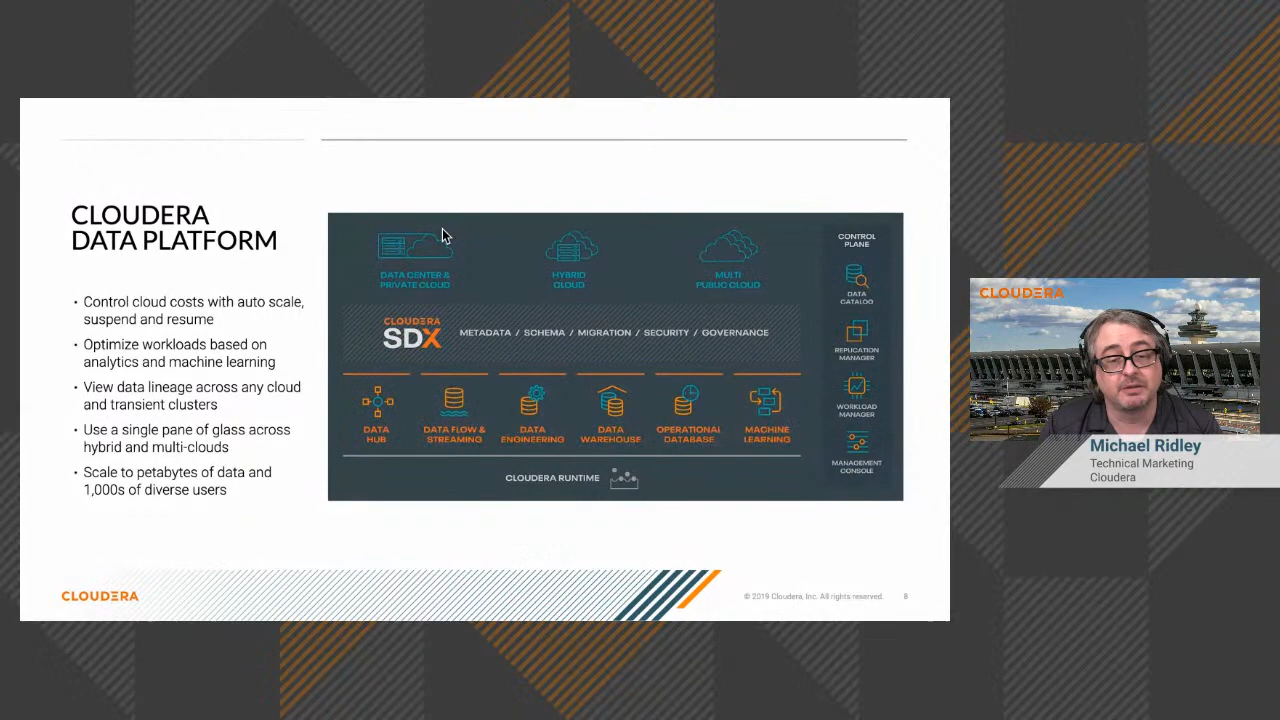 CLOUDERA
DATA PLATFORM
• Control cloud costs with auto scale,
suspend and resume
• Optimize workloads based on
analytics and machine learning
• View data lineage across any cloud
and transient clusters
• Use a single pane of glass across
hybrid and multi-clouds
• Scale to petabytes of data and
1,000s of diverse users
DATA CENTER &
PRIVATE CLOUD
HYBRID
CLOUD
MULTI
PUBLIC CLOUD
CLOUDERA
SDX
METADATA / SCHEMA / MIGRATION / SECURITY / GOVERNANCE
DATA
HUB
DATA FLOW &
STREAMING
DATA
ENGINEERING
DATA
WAREHOUSE
OPERATIONAL
DATABASE
MACHINE
LEARNING
CLOUDERA RUNTIME
CONTROL
PLANE
DATA
CATALOG
REPLICATION
MANAGER
WORKLOAD
MANAGER
MANAGEMENT
CONSOLE
CLOUDERA
© 2019 Cloudera, Inc. All rights reserved.
8
CLOUDERA
Michael Ridley
Technical Marketing
Cloudera